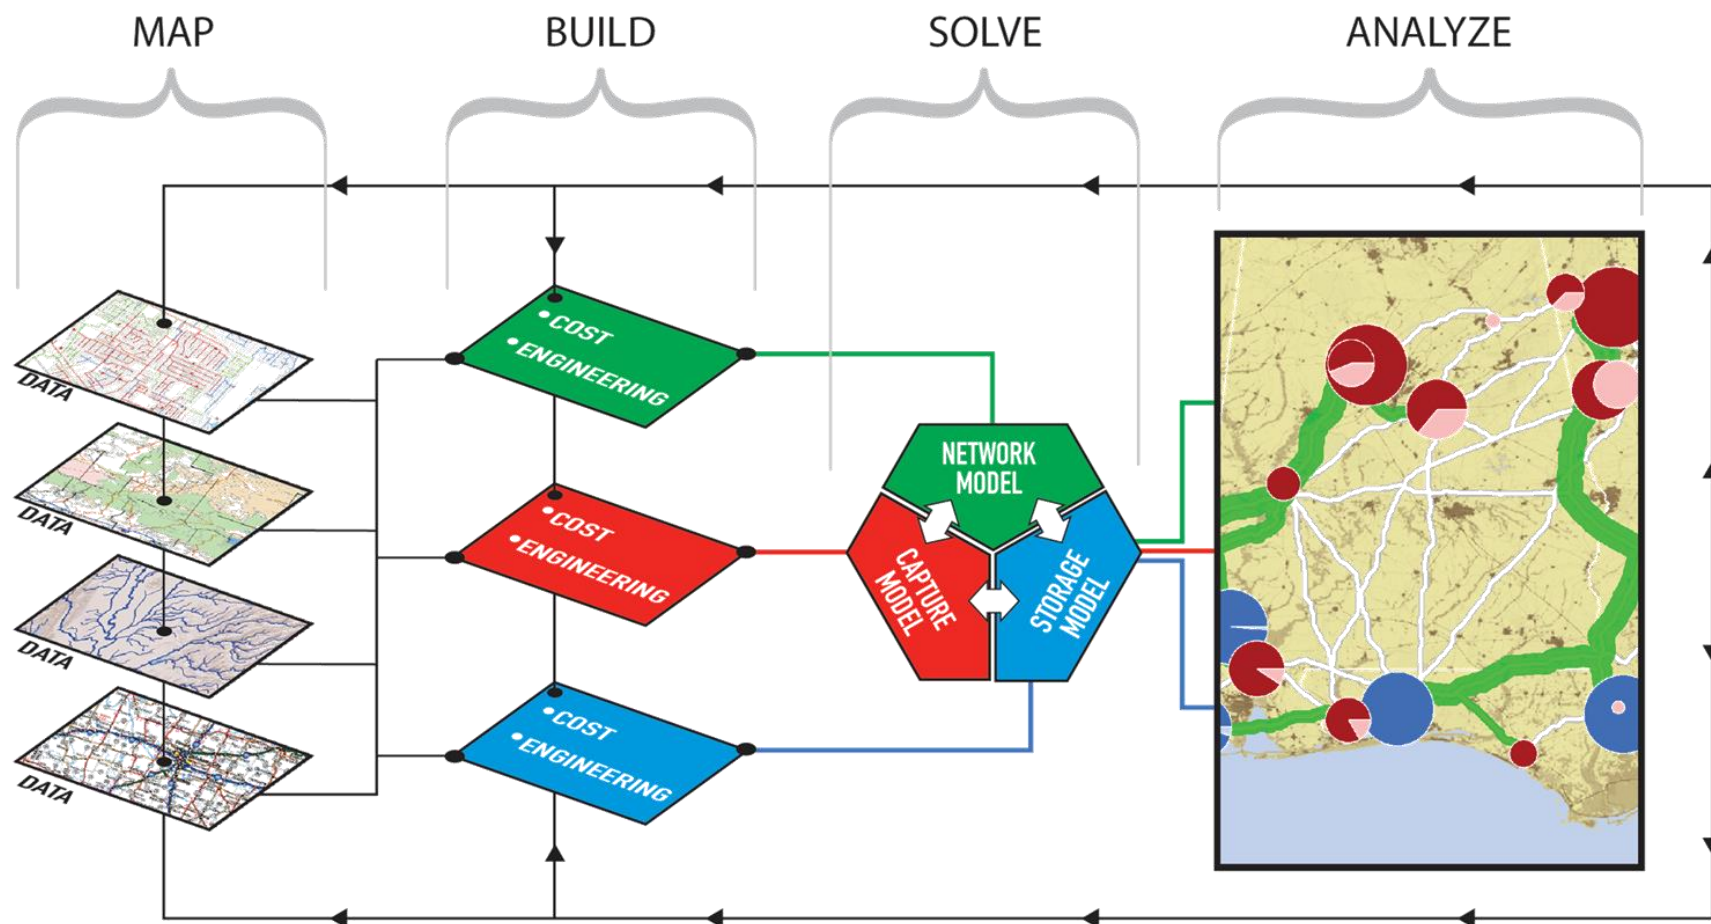 MAP
BUILD
SOLVE
ANALYZE
DATA
DATA
DATA
DATA
•COST
•ENGINEERING
•COST
•ENGINEERING
•COST
•ENGINEERING
NETWORK
MODEL
CAPTURE
MODEL
STORAGE
MODEL